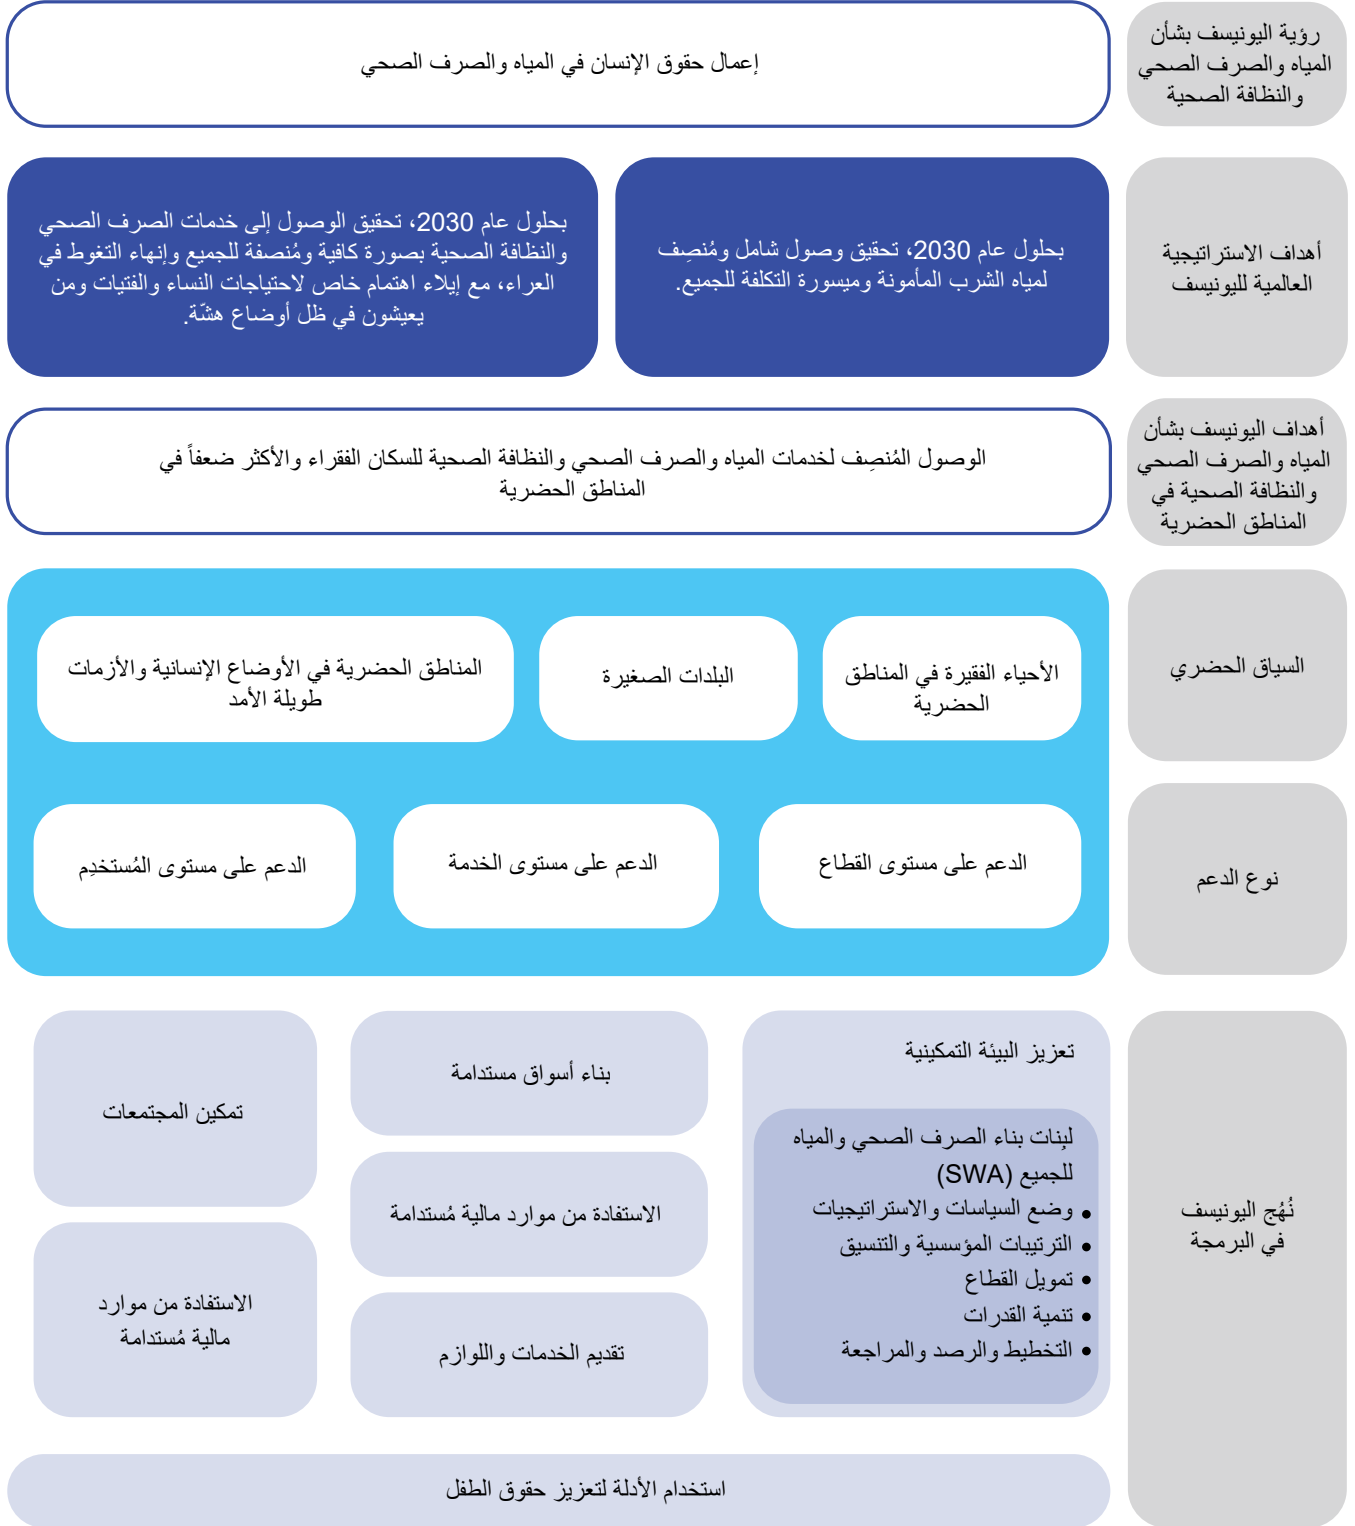 رؤية اليونيسف بشأن
المياه والصرف الصحي
والنظافة الصحية
إعمال حقوق الإنسان في المياه والصرف الصحي
أهداف الاستراتيجية
العالمية لليونيسف
بحلول عام 2030، تحقيق وصول شامل ومُنصِف
لمياه الشرب المأمونة وميسورة التكلفة للجميع.
بحلول عام 2030، تحقيق الوصول إلى خدمات الصرف الصحي
والنظافة الصحية بصورة كافية ومُنصفة للجميع وإنهاء التغوط في
العراء، مع إيلاء اهتمام خاص لاحتياجات النساء والفتيات ومن
يعيشون في ظل أوضاع هشّة.
أهداف اليونيسف بشأن
المياه والصرف الصحي
والنظافة الصحية في
المناطق الحضرية
الوصول المُنصِف لخدمات المياه والصرف الصحي والنظافة الصحية للسكان الفقراء والأكثر ضعفاً في
المناطق الحضرية
السياق الحضري
الأحياء الفقيرة في المناطق
الحضرية
البلدات الصغيرة
المناطق الحضرية في الأوضاع الإنسانية والأزمات
طويلة الأمد
نوع الدعم
الدعم على مستوى القطاع
الدعم على مستوى الخدمة
الدعم على مستوى المُستخدِم
نُهُج اليونيسف
في البرمجة
تعزيز البيئة التمكينية
لبِنات بناء الصرف الصحي والمياه
للجميع (SWA)
• وضع السياسات والاستراتيجيات
• الترتيبات المؤسسية والتنسيق
• تمويل القطاع
• تنمية القدرات
• التخطيط والرصد والمراجعة
بناء أسواق مستدامة
الاستفادة من موارد مالية مُستدامة
تقديم الخدمات واللوازم
تمكين المجتمعات
الاستفادة من موارد
مالية مُستدامة
استخدام الأدلة لتعزيز حقوق الطفل